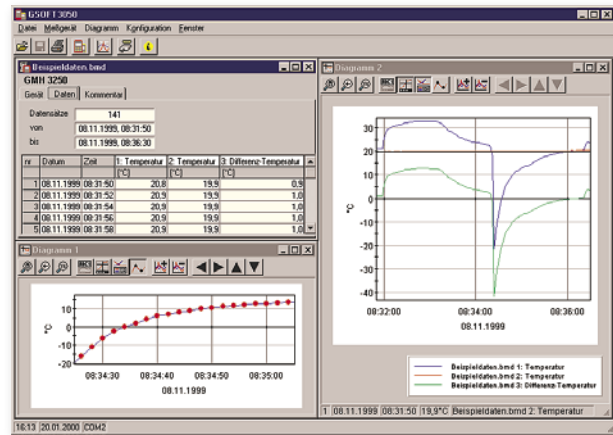 GSOFT3050
Datei Meßgerät Diagramm Konfiguration Fenster
Beispieldaten.bmd
GMH 3250
Gerät Daten Kommentar
Datensätze 141
von 08.11.1999, 08:31:50
bis 08.11.1999, 08:36:30
nr Datum Zeit 1: Temperatur 2: Temperatur 3: Differenz-Temperatur
[°C] [°C] [°C]
1 08.11.1999 08:31:50 20,8 19,9 0,9
2 08.11.1999 08:31:52 20,9 19,9 1,0
3 08.11.1999 08:31:54 20,9 19,9 1,0
4 08.11.1999 08:31:56 20,9 19,9 1,0
5 08.11.1999 08:31:58 20,9 19,9 1,0
Diagramm 1
10
0
-10
-20
°C
08:34:30 08:34:40 08:34:50 08:35:00
08.11.1999
Diagramm 2
30
20
10
0
-10
-20
-30
-40
°C
08:32:00 08:34:00 08:36:00
08.11.1999
Beispieldaten.bmd 1: Temperatur
Beispieldaten.bmd 2: Temperatur
Beispieldaten.bmd 3: Differenz-Temperatur
1 08.11.1999 08:31:50 19,9°C Beispieldaten.bmd 2: Temperatur
16:13 20.01.2000 COM2